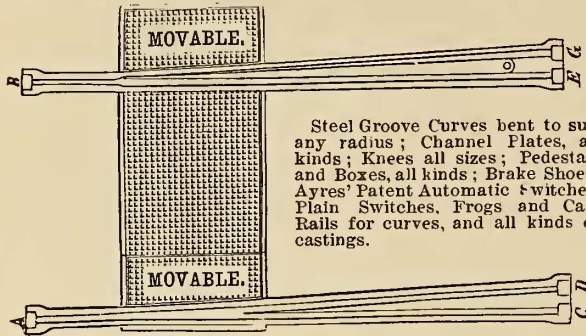 MOVABLE.
B
G
E
Steel Groove Curves bent to su
any radius ; Channel Plates, a
kinds ; Knees all sizes ; Pedesta
and Boxes, all kinds ; Brake Shoe
Ayres' Patent Automatic Switche
Plain Switches, Frogs and Ca
Rails for curves, and all kinds
castings.
MOVABLE.
A
D
C